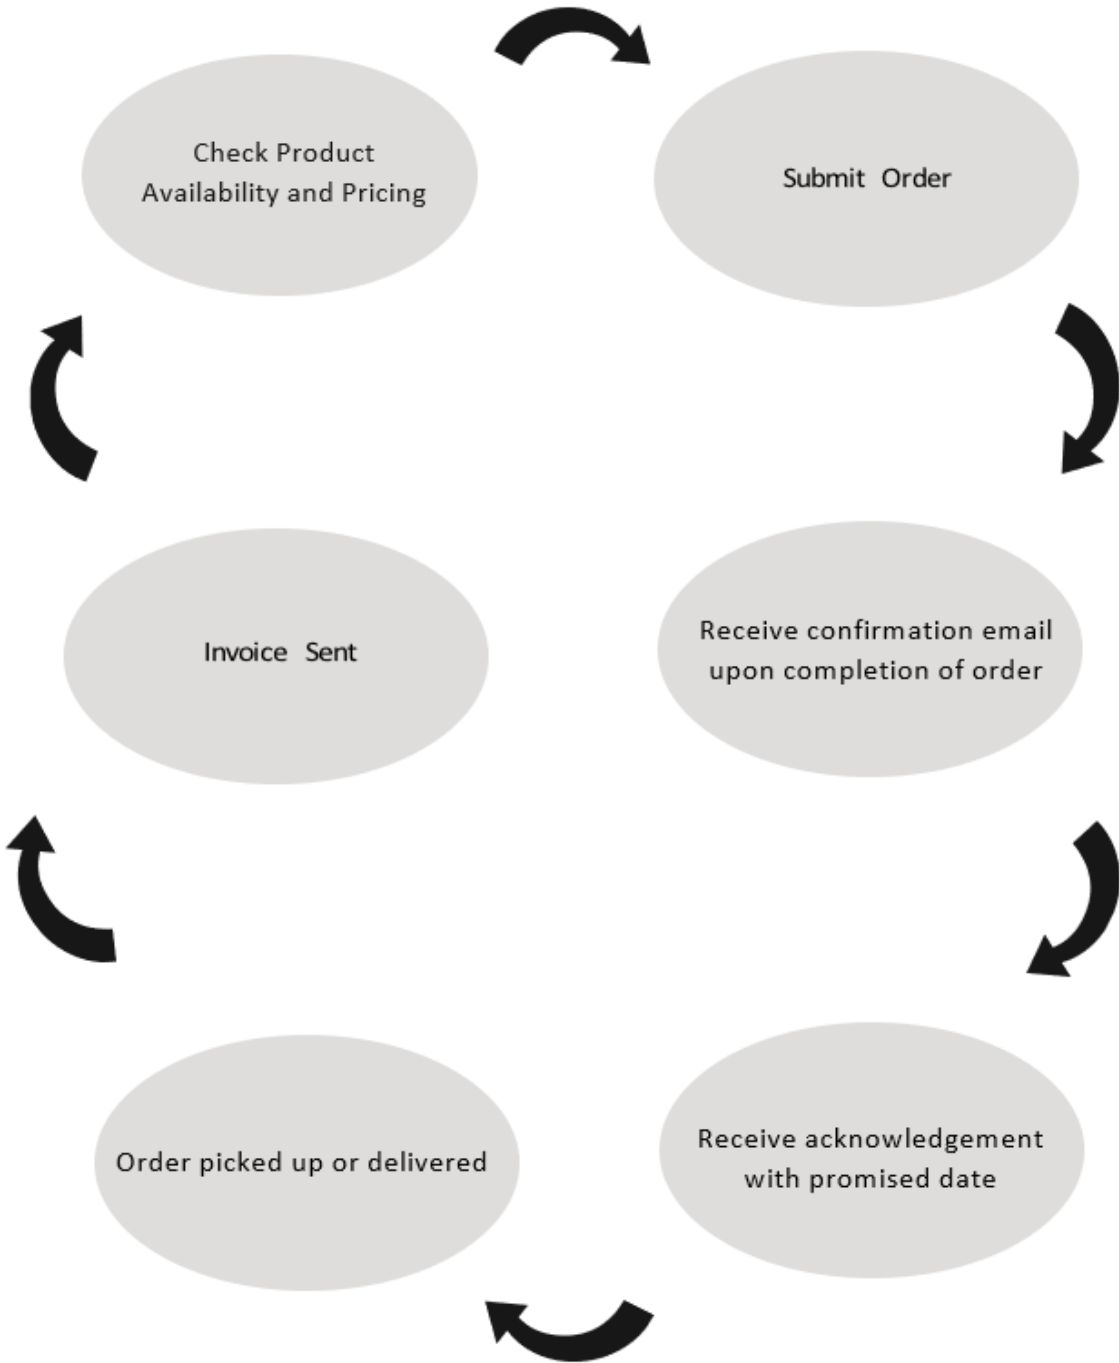 Check Product
Availability and Pricing
Submit Order
Receive confirmation email
upon completion of order
Receive acknowledgement
with promised date
Order picked up or delivered
Invoice Sent